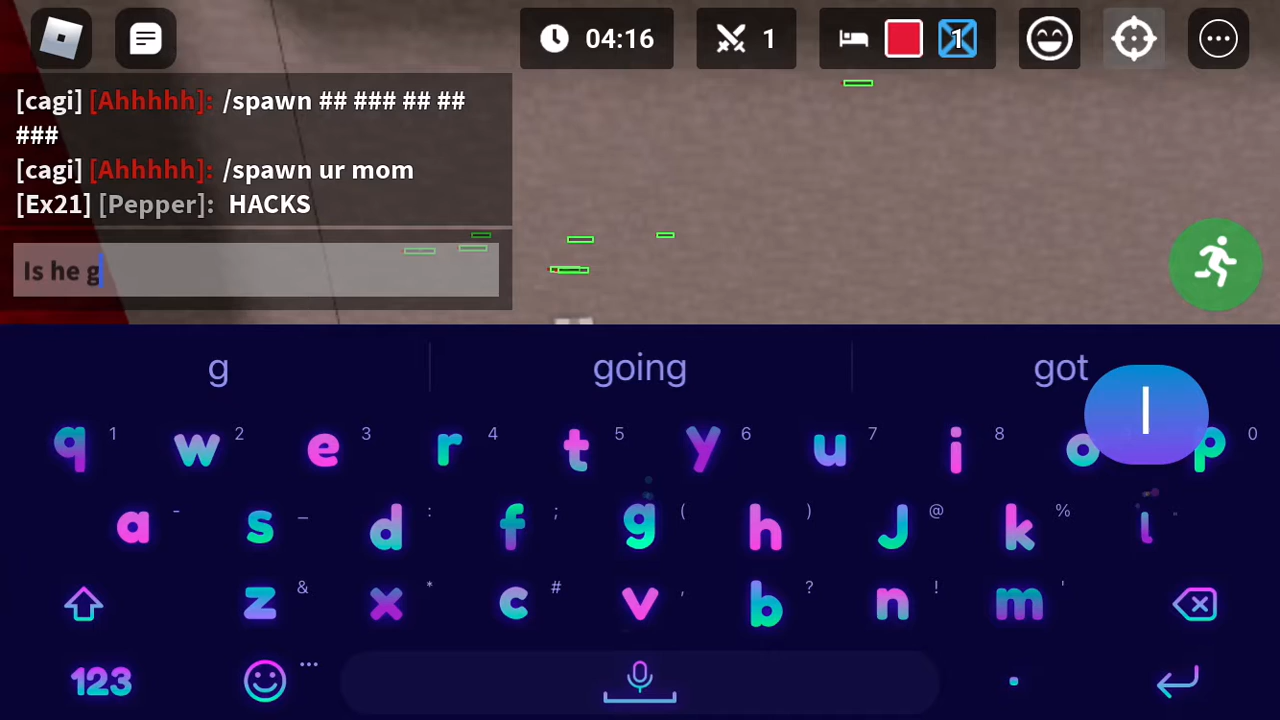 04:16
1
1
[cagi] [Ahhhhh]: /spawn ## ### ## ##
###
[cagi] [Ahhhhh]: /spawn ur mom
[Ex21] [Pepper]: HACKS
Is he g
g going got
l
q 1 w 2 e 3 r 4 t 5 y 6 u 7 i 8 o p 0
a - s _ d : f ; g ( h ) J @ k % l "
z & x * c # v , b ? n ! m '
123 ... .